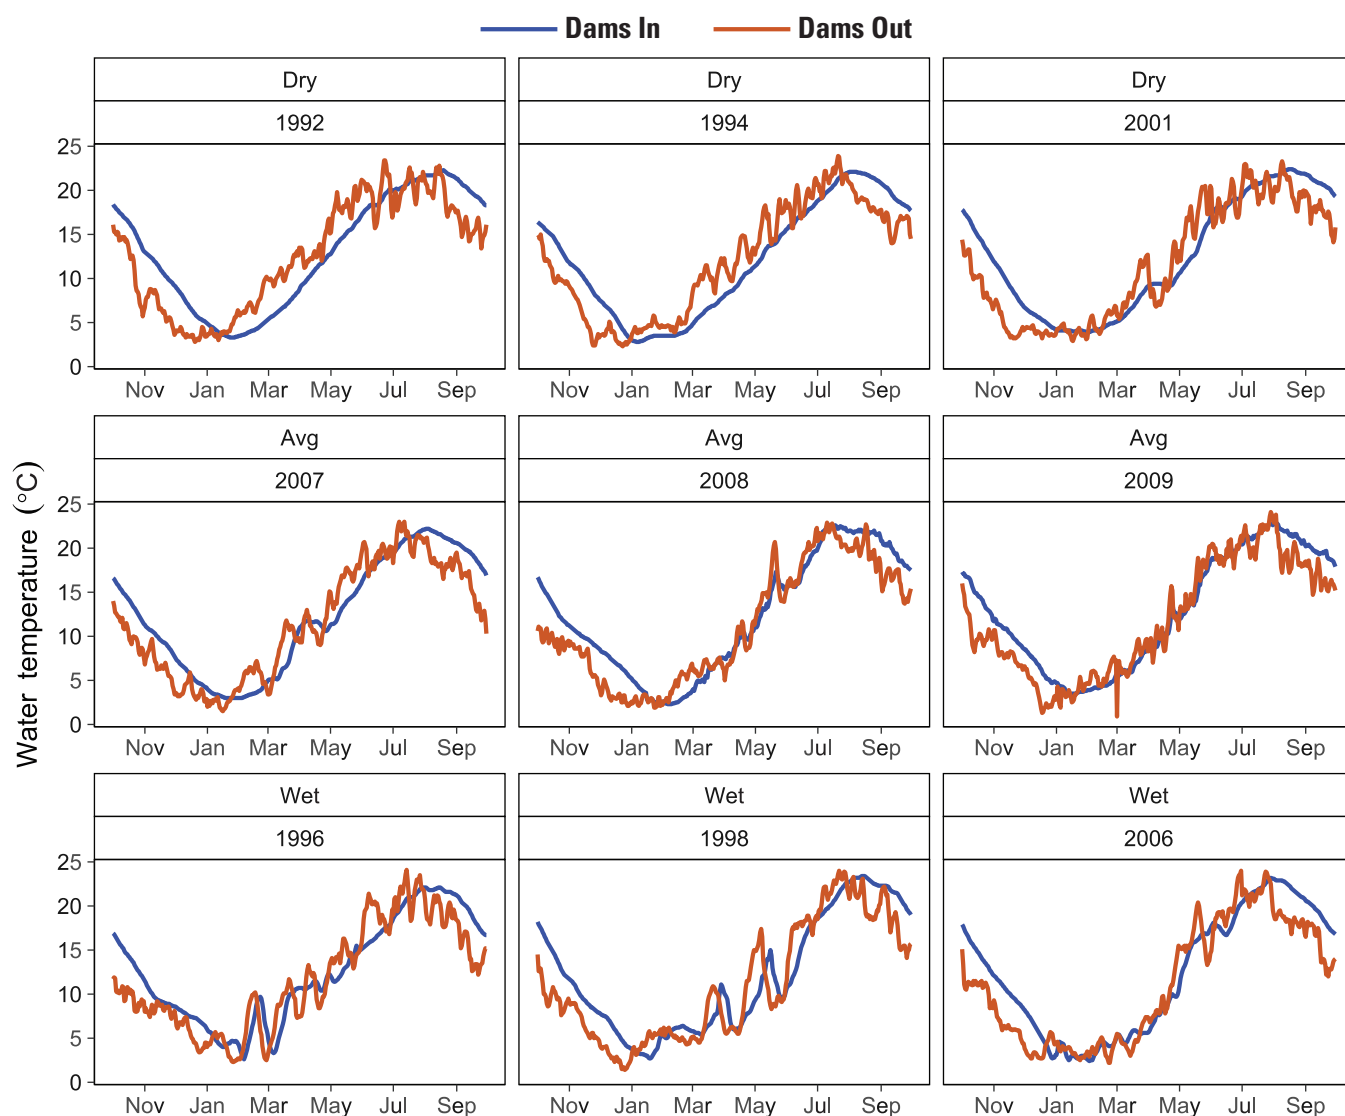 Dams In Dams Out
Dry Dry Dry
1992 1994 2001
25
20
15
10
5
0
Nov Jan Mar May Jul Sep Nov Jan Mar May Jul Sep Nov Jan Mar May Jul Sep
Avg Avg Avg
2007 2008 2009
Water temperature (°C)
25
20
15
10
5
0
Nov Jan Mar May Jul Sep Nov Jan Mar May Jul Sep Nov Jan Mar May Jul Sep
Wet Wet Wet
1996 1998 2006
25
20
15
10
5
0
Nov Jan Mar May Jul Sep Nov Jan Mar May Jul Sep Nov Jan Mar May Jul Sep